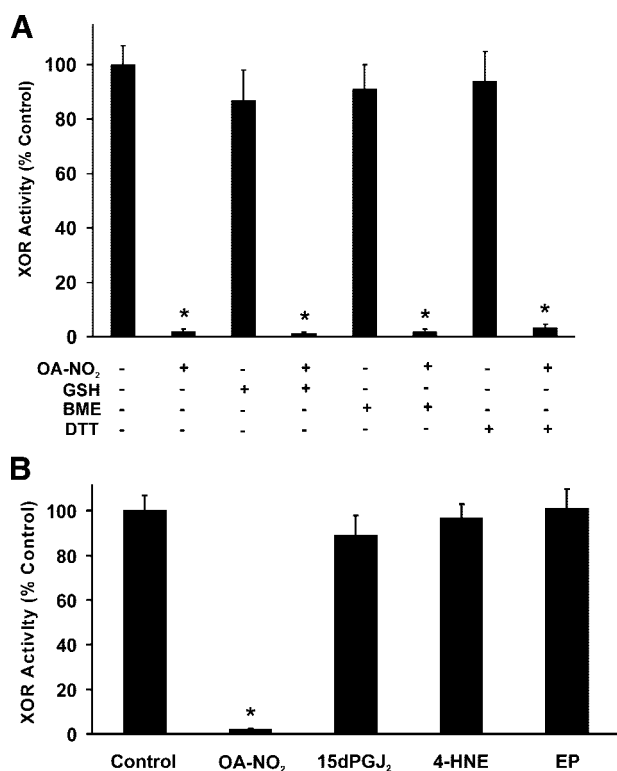 A
XOR Activity (% Control)
100
80
60
40
20
0
* * * *
OA-NO₂ - + - + - + - +
GSH - - + + - - - -
BME - - - - + + - -
DTT - - - - - - + +
B
XOR Activity (% Control)
100
80
60
40
20
0
*
Control OA-NO₂ 15dPGJ₂ 4-HNE EP